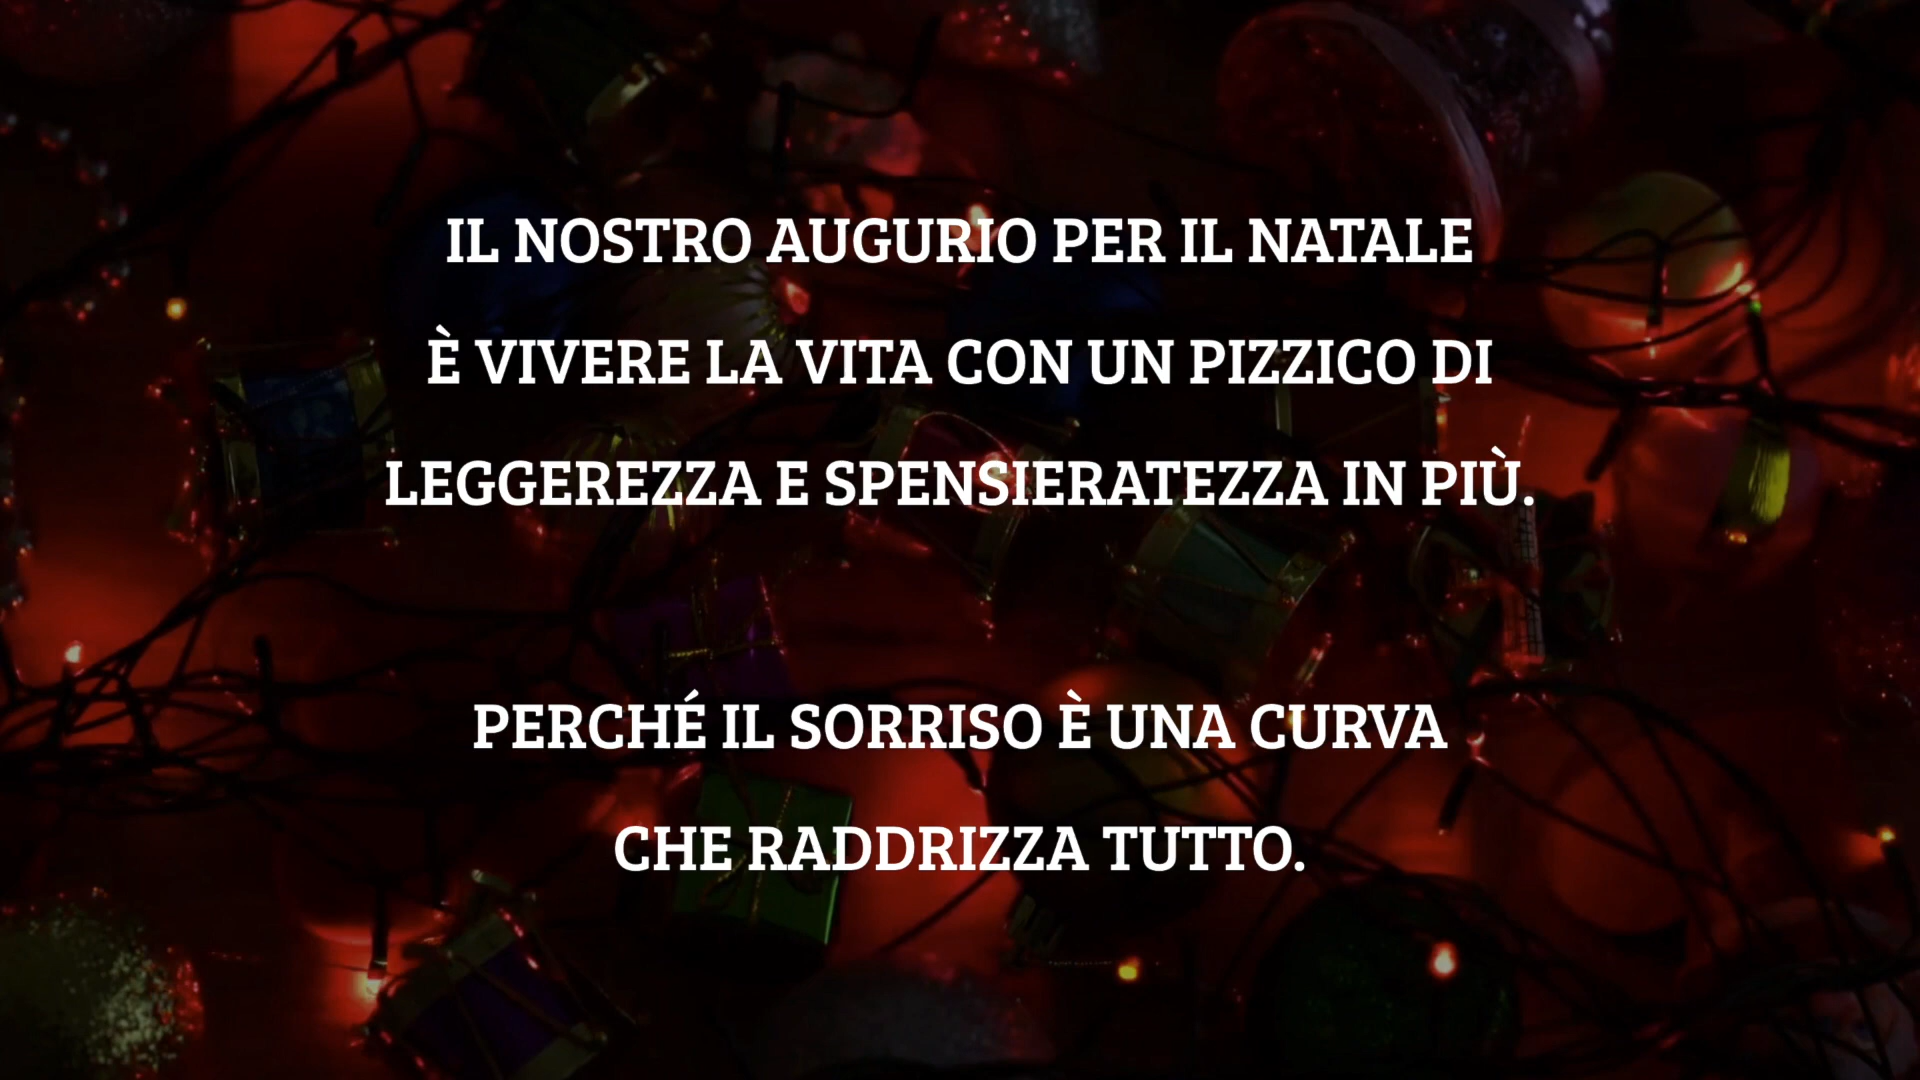 IL NOSTRO AUGURIO PER IL NATALE
È VIVERE LA VITA CON UN PIZZICO DI
LEGGEREZZA E SPENSIERATEZZA IN PIÙ.
PERCHÉ IL SORRISO È UNA CURVA
CHE RADDRIZZA TUTTO.